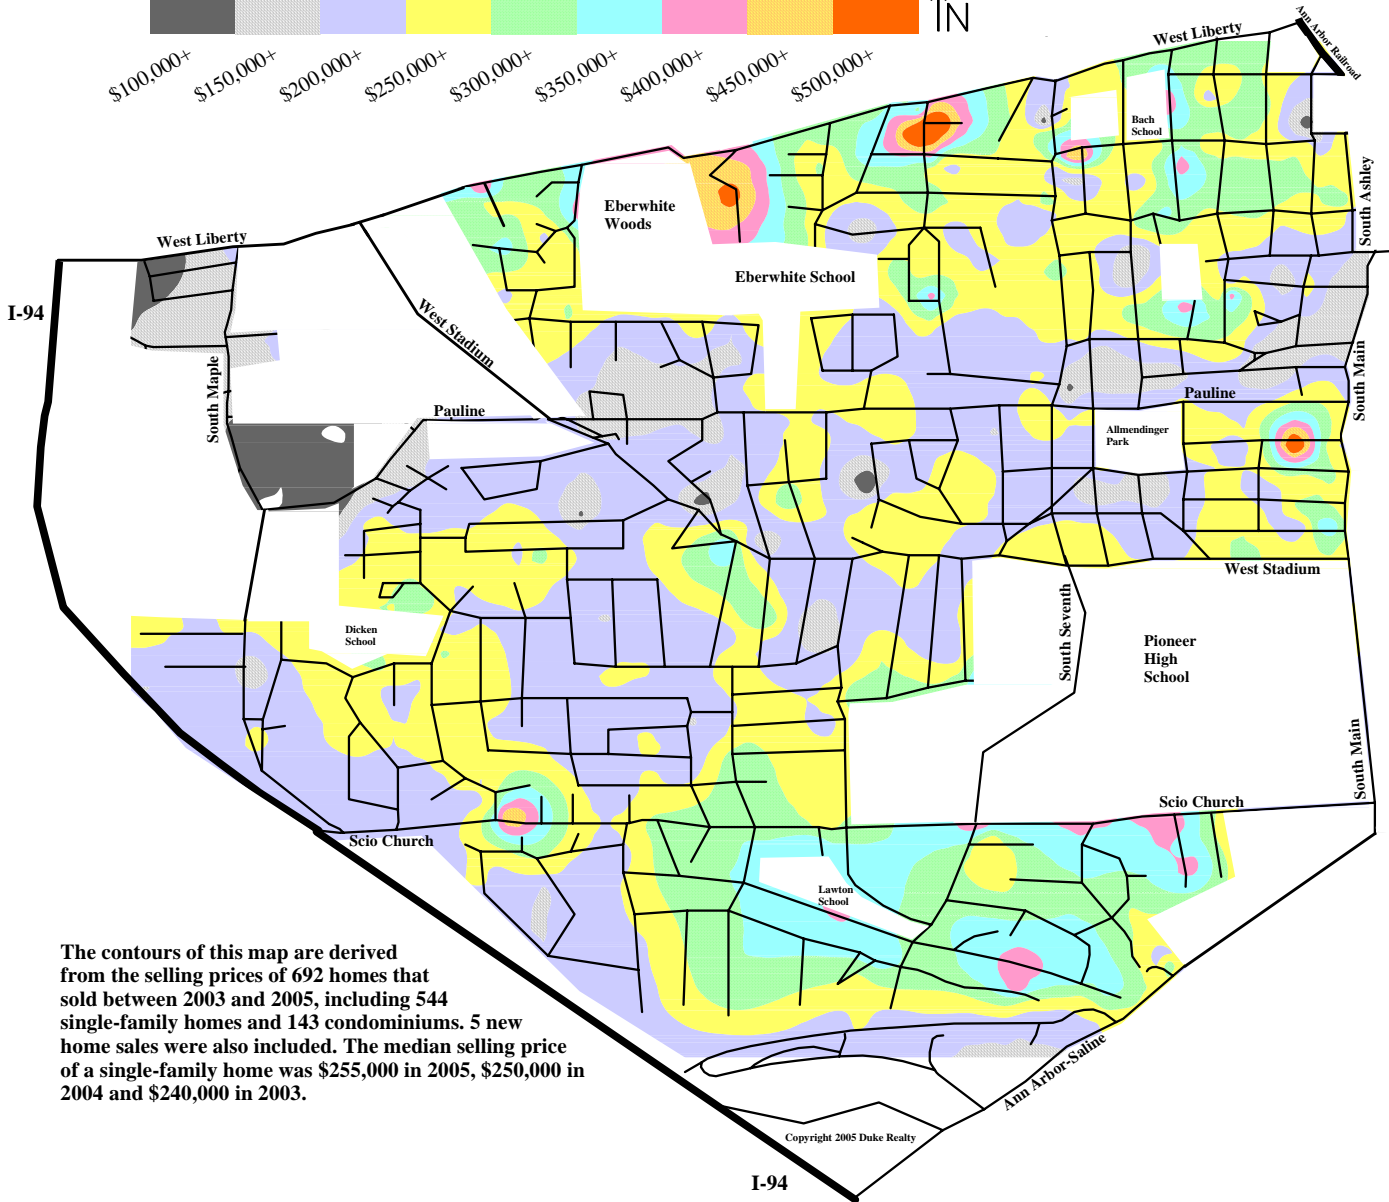 N
$100,000+
$150,000+
$200,000+
$250,000+
$300,000+
$350,000+
$400,000+
$450,000+
$500,000+
Ann Arbor Railroad
West Liberty
Bach
School
South Ashley
Eberwhite
Woods
West Liberty
Eberwhite School
I-94
West Stadium
South Maple
Pauline
Pauline
South Main
Allmendinger
Park
West Stadium
South Seventh
Dicken
School
Pioneer
High
School
South Main
Scio Church
Scio Church
Lawton
School
The contours of this map are derived
from the selling prices of 692 homes that
sold between 2003 and 2005, including 544
single-family homes and 143 condominiums. 5 new
home sales were also included. The median selling price
of a single-family home was $255,000 in 2005, $250,000 in
2004 and $240,000 in 2003.
Ann Arbor-Saline
Copyright 2005 Duke Realty
I-94